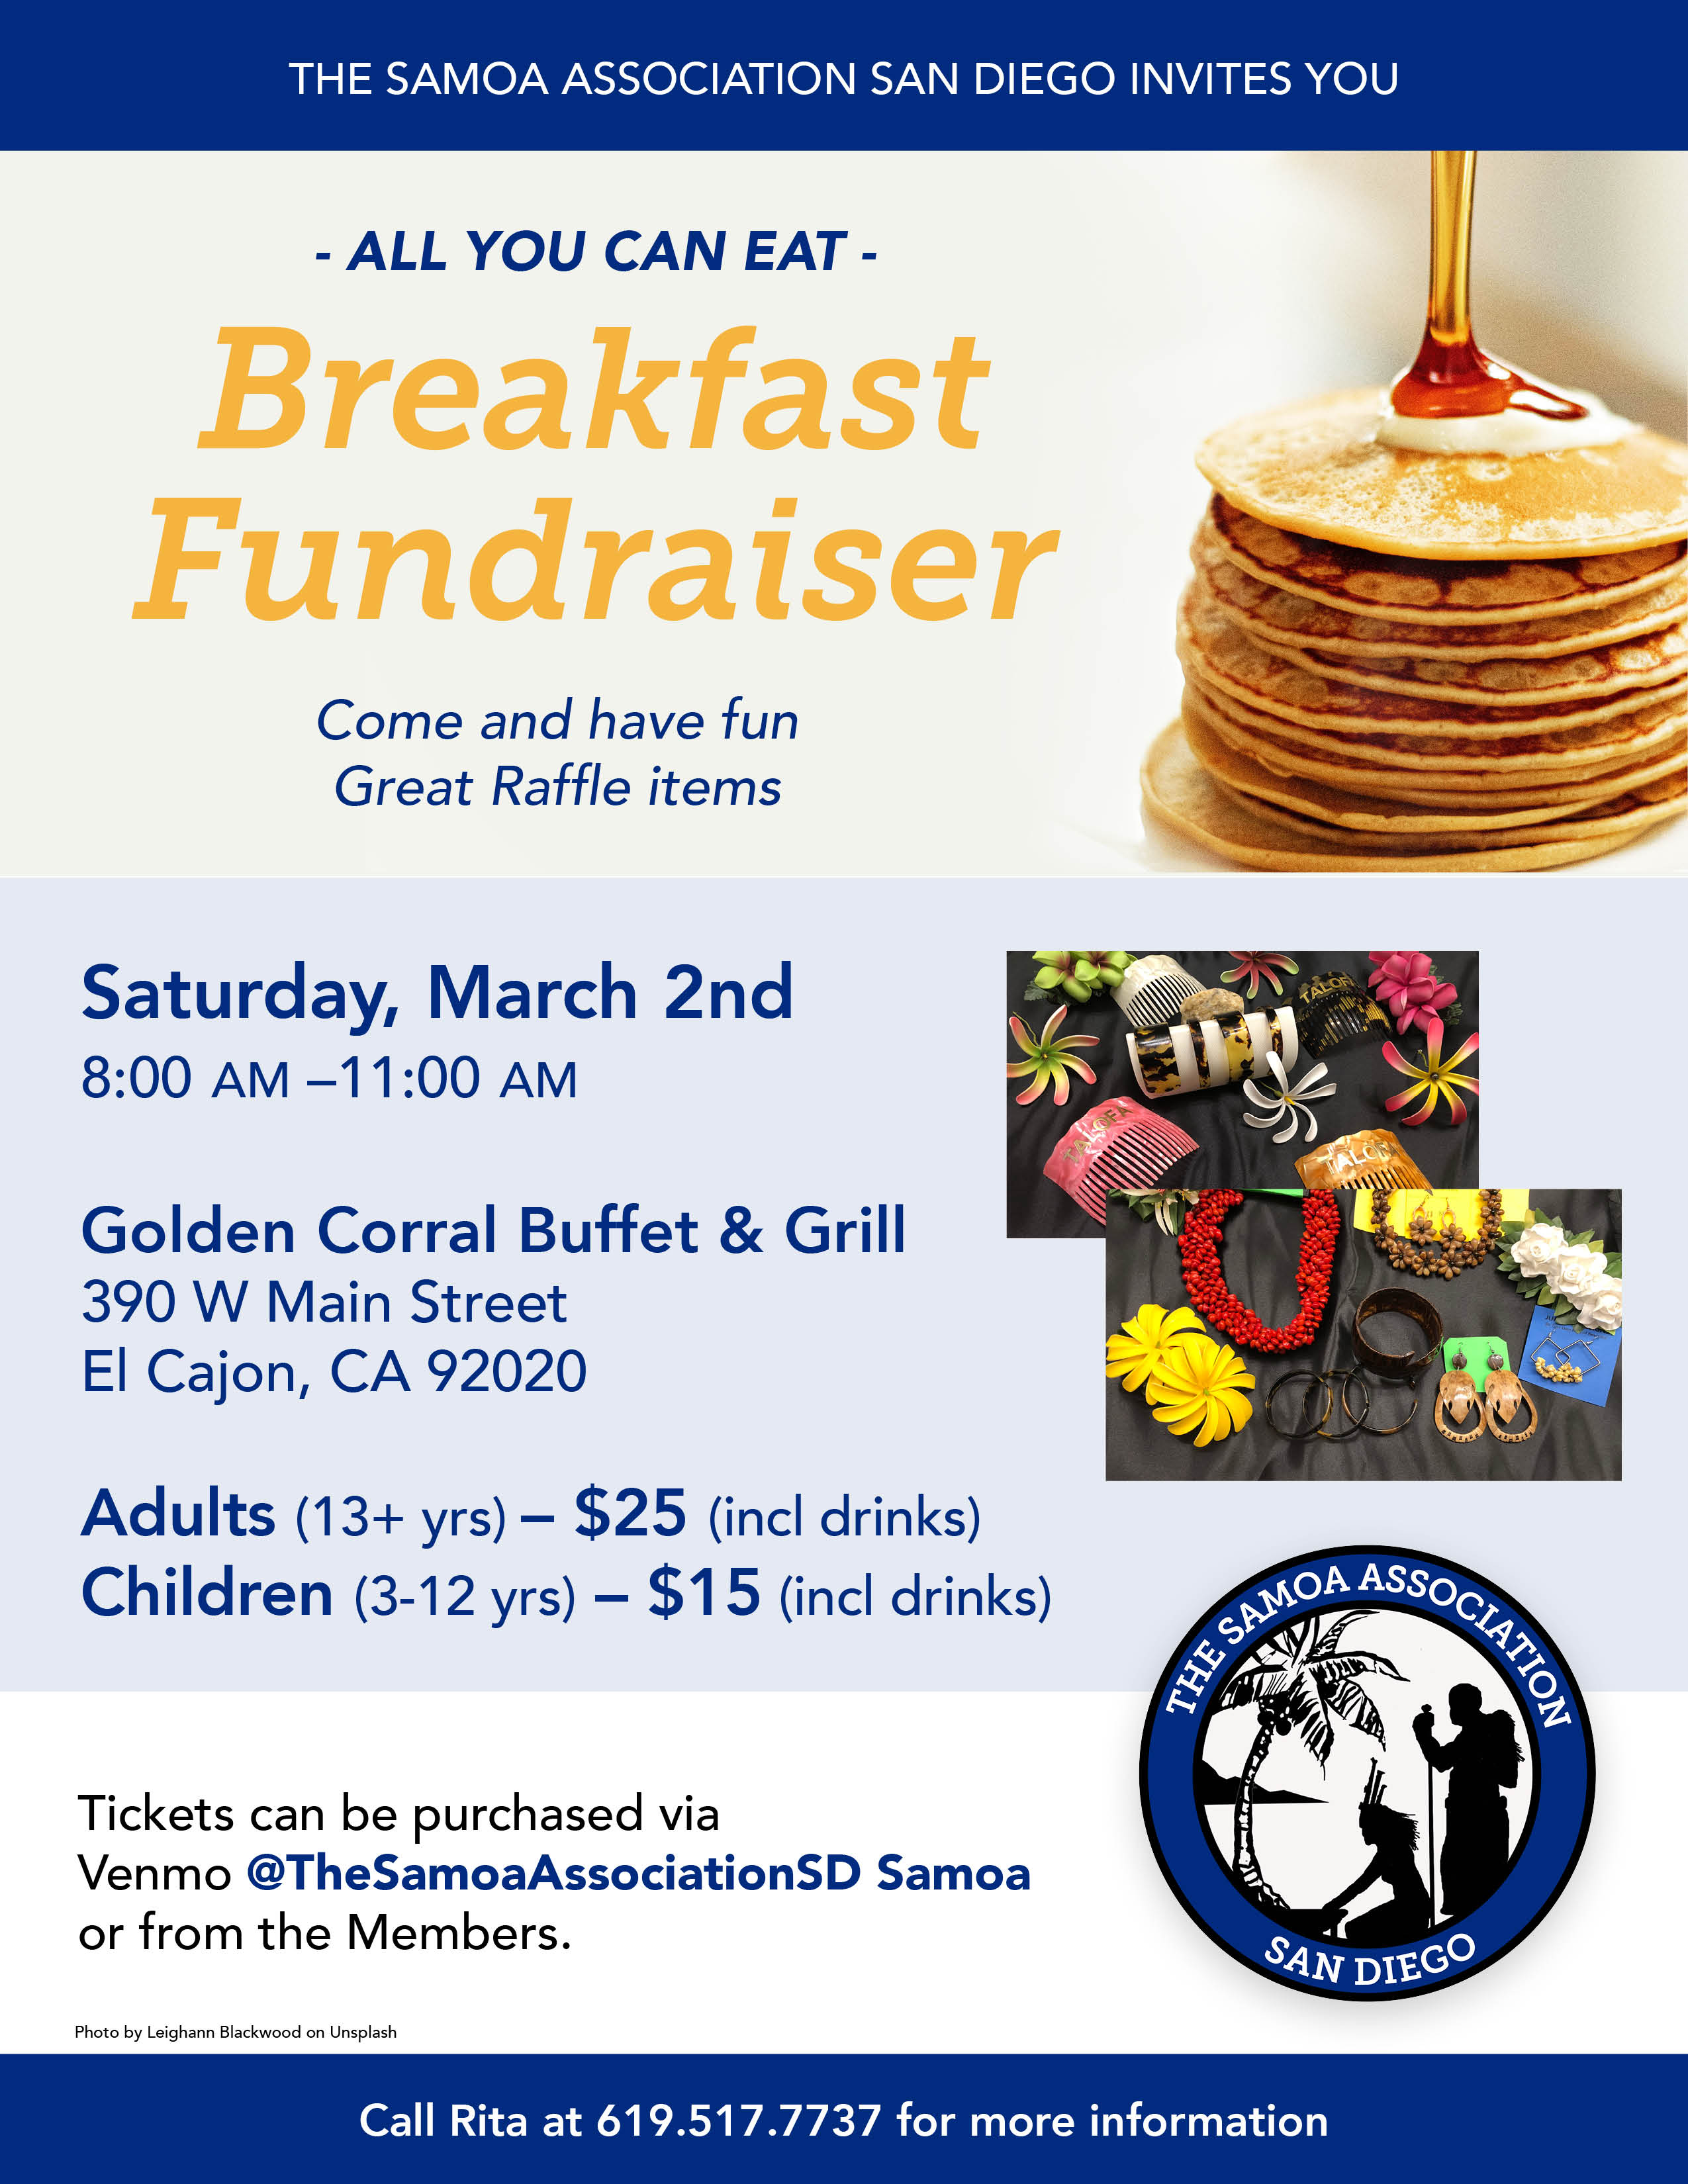 THE SAMOA ASSOCIATION SAN DIEGO INVITES YOU
- ALL YOU CAN EAT -
Breakfast
Fundraiser
Come and have fun
Great Raffle items
Saturday, March 2nd
8:00 AM –11:00 AM
Golden Corral Buffet & Grill
390 W Main Street
El Cajon, CA 92020
Adults (13+ yrs) – $25 (incl drinks)
Children (3-12 yrs) – $15 (incl drinks)
TALOFA
TALOFA
TALOFA
THE SAMOA ASSOCIATION
SAN DIEGO
Tickets can be purchased via
Venmo @TheSamoaAssociationSD Samoa
or from the Members.
Photo by Leighann Blackwood on Unsplash
Call Rita at 619.517.7737 for more information